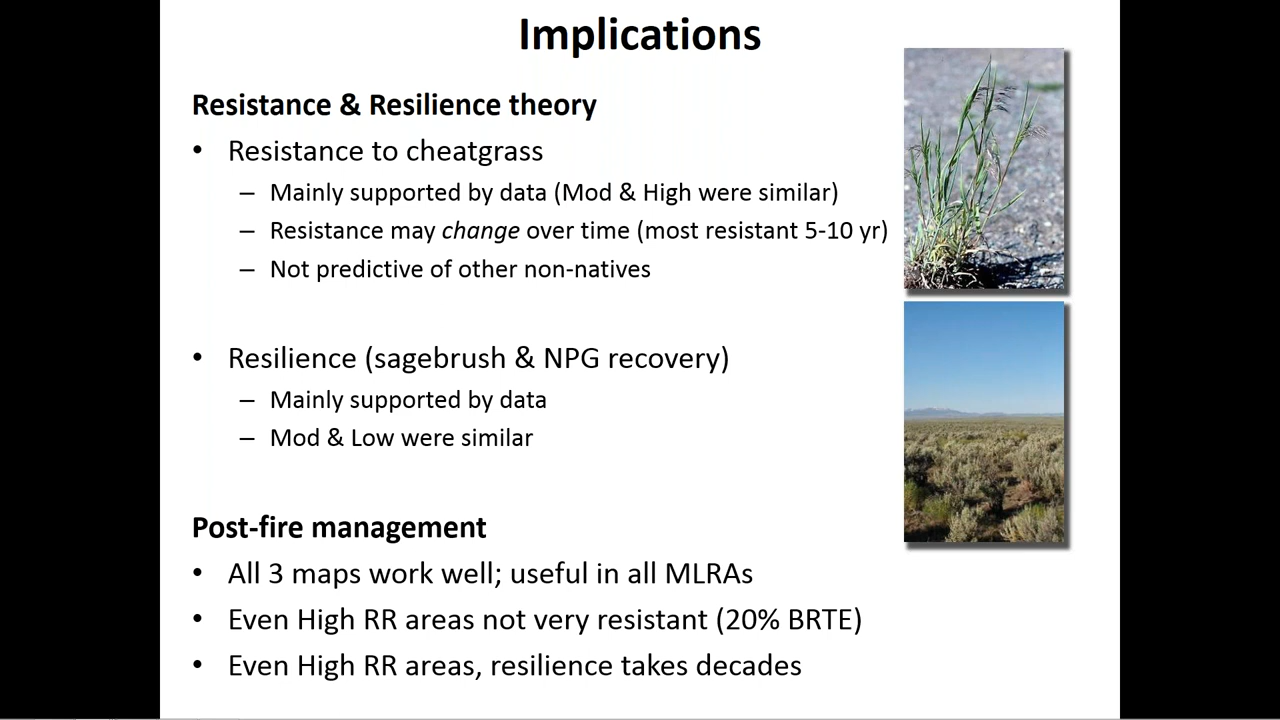 Implications
Resistance & Resilience theory
• Resistance to cheatgrass
– Mainly supported by data (Mod & High were similar)
– Resistance may change over time (most resistant 5-10 yr)
– Not predictive of other non-natives
• Resilience (sagebrush & NPG recovery)
– Mainly supported by data
– Mod & Low were similar
Post-fire management
• All 3 maps work well; useful in all MLRAs
• Even High RR areas not very resistant (20% BRTE)
• Even High RR areas, resilience takes decades